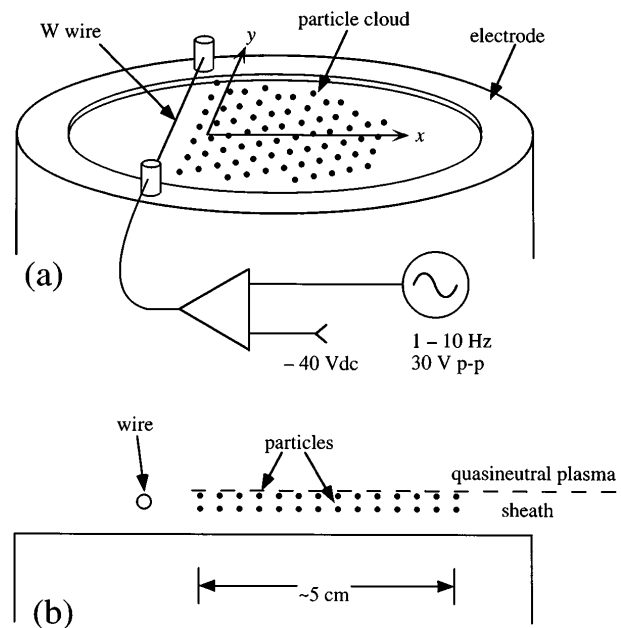 particle cloud
W wire
electrode
y
x
(a)
1 – 10 Hz
30 V p-p
– 40 Vdc
wire
particles
quasineutral plasma
sheath
~5 cm
(b)